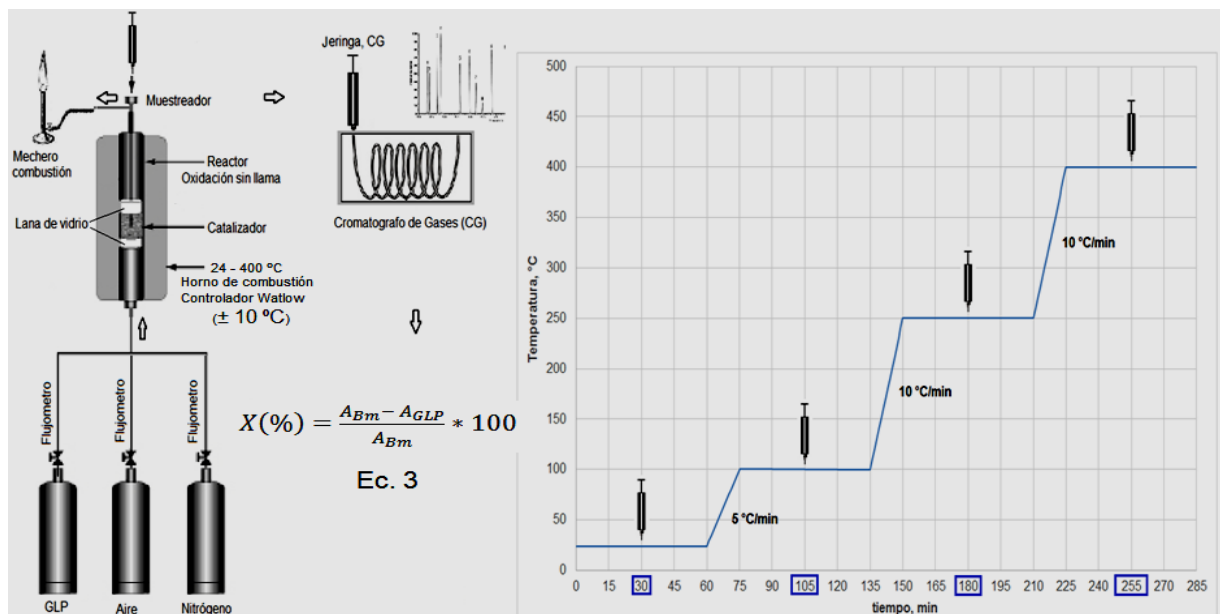 Muestreador
Mechero
combustión
Reactor
Oxidación sin llama
Lana de vidrio
Catalizador
24 - 400 ºC
Horno de combustión
Controlador Watlow
(± 10 ºC)
Flujometro
Flujometro
Flujometro
GLP
Aire
Nitrógeno
Jeringa, CG
Cromatografo de Gases (CG)
X(%) = (A_Bm − A_GLP)/A_Bm * 100
Ec. 3
Temperatura, °C
500
450
400
350
300
250
200
150
100
50
0
5 °C/min
10 °C/min
10 °C/min
0 15 30 45 60 75 90 105 120 135 150 165 180 195 210 225 240 255 270 285
tiempo, min